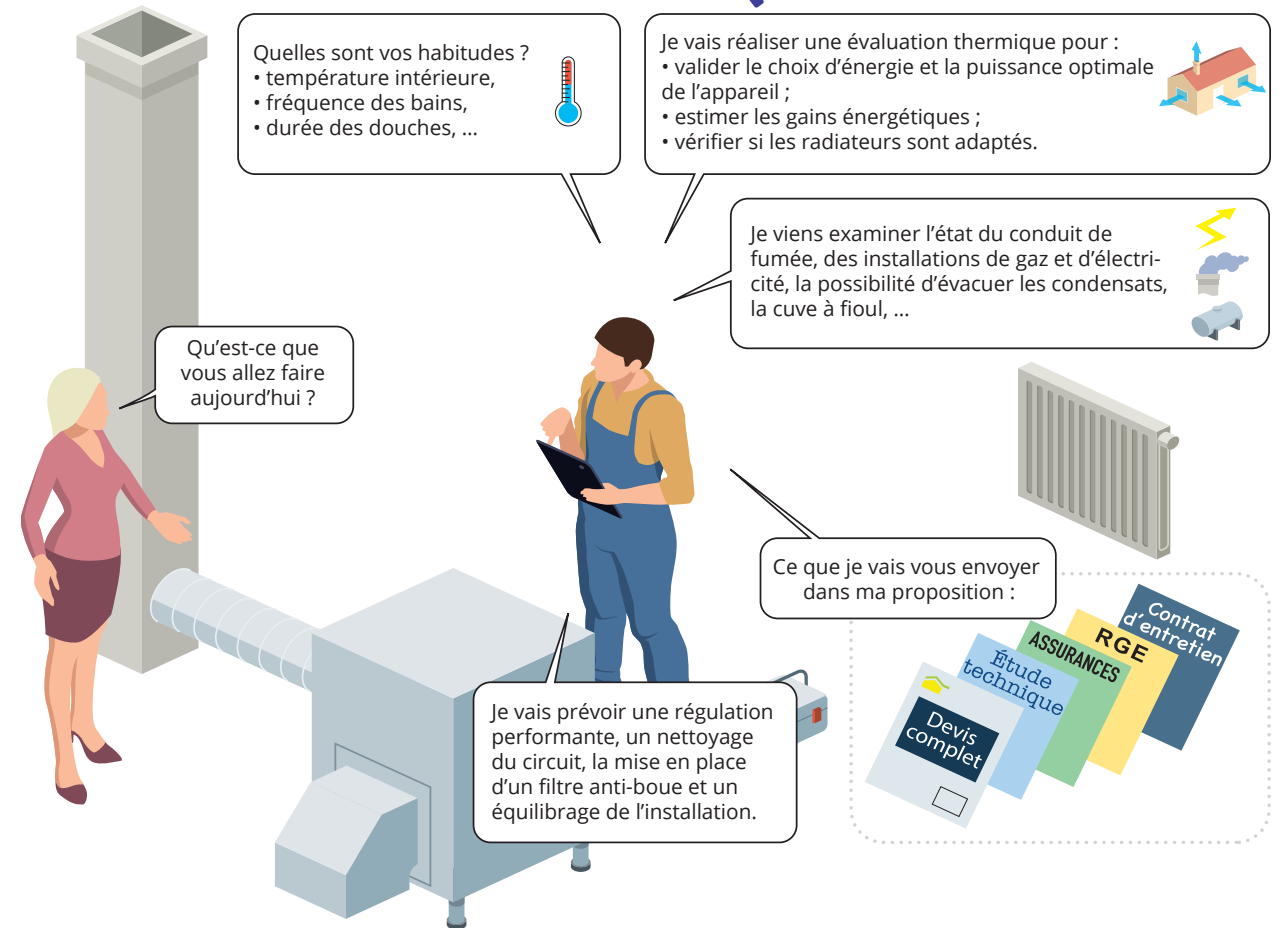 Quelles sont vos habitudes ?
• température intérieure,
• fréquence des bains,
• durée des douches, ...
Je vais réaliser une évaluation thermique pour :
• valider le choix d’énergie et la puissance optimale
de l’appareil ;
• estimer les gains énergétiques ;
• vérifier si les radiateurs sont adaptés.
Je viens examiner l’état du conduit de
fumée, des installations de gaz et d’électri-
cité, la possibilité d’évacuer les condensats,
la cuve à fioul, ...
Qu’est-ce que
vous allez faire
aujourd’hui ?
Ce que je vais vous envoyer
dans ma proposition :
Devis
complet
Étude
technique
ASSURANCES
RGE
Contrat
d’entretien
Je vais prévoir une régulation
performante, un nettoyage
du circuit, la mise en place
d’un filtre anti-boue et un
équilibrage de l’installation.